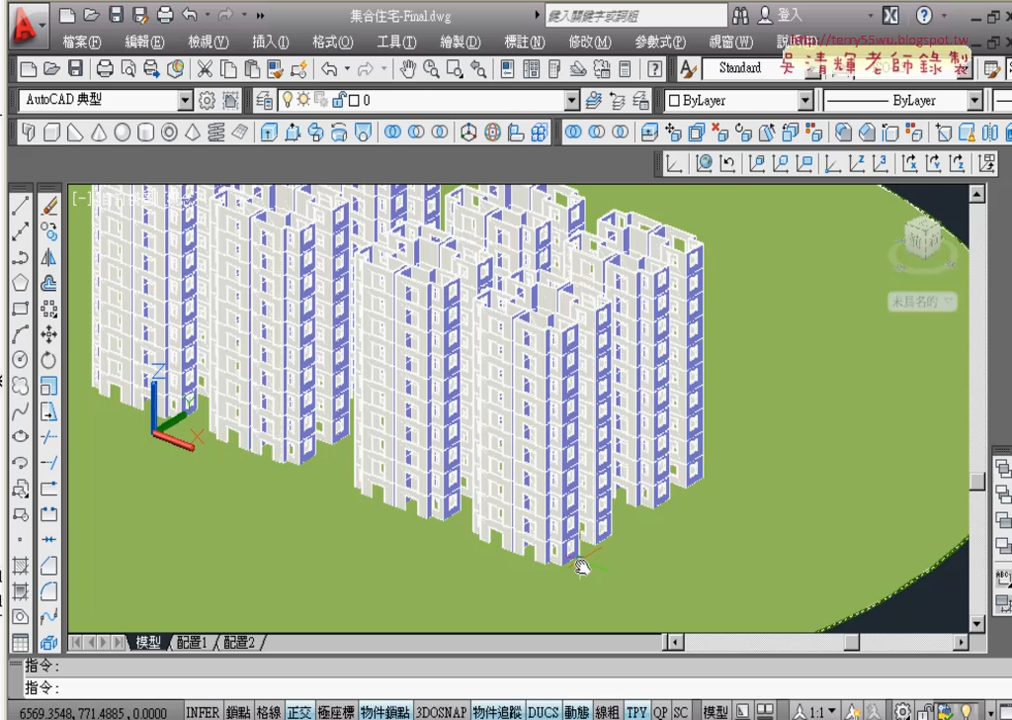 集合住宅-Final.dwg
鍵入關鍵字或詞組
登入
檔案(F) 編輯(E) 檢視(V) 插入(I) 格式(O) 工具(T) 繪製(D) 標註(N) 修改(M) 參數式(P) 視窗(W)
http://terry55wu.blogspot.tw
吳清輝老師錄製
Standard
AutoCAD 典型
0
ByLayer
ByLayer
未具名的
Z
X
模型 配置1 配置2
指令:
指令:
6569.3548, 771.4885, 0.0000 INFER 鎖點 格線 正交 極座標 物件鎖點 3DOSNAP 物件追蹤 DUCS 動態 線粗 TPY QP SC 模型 1:1